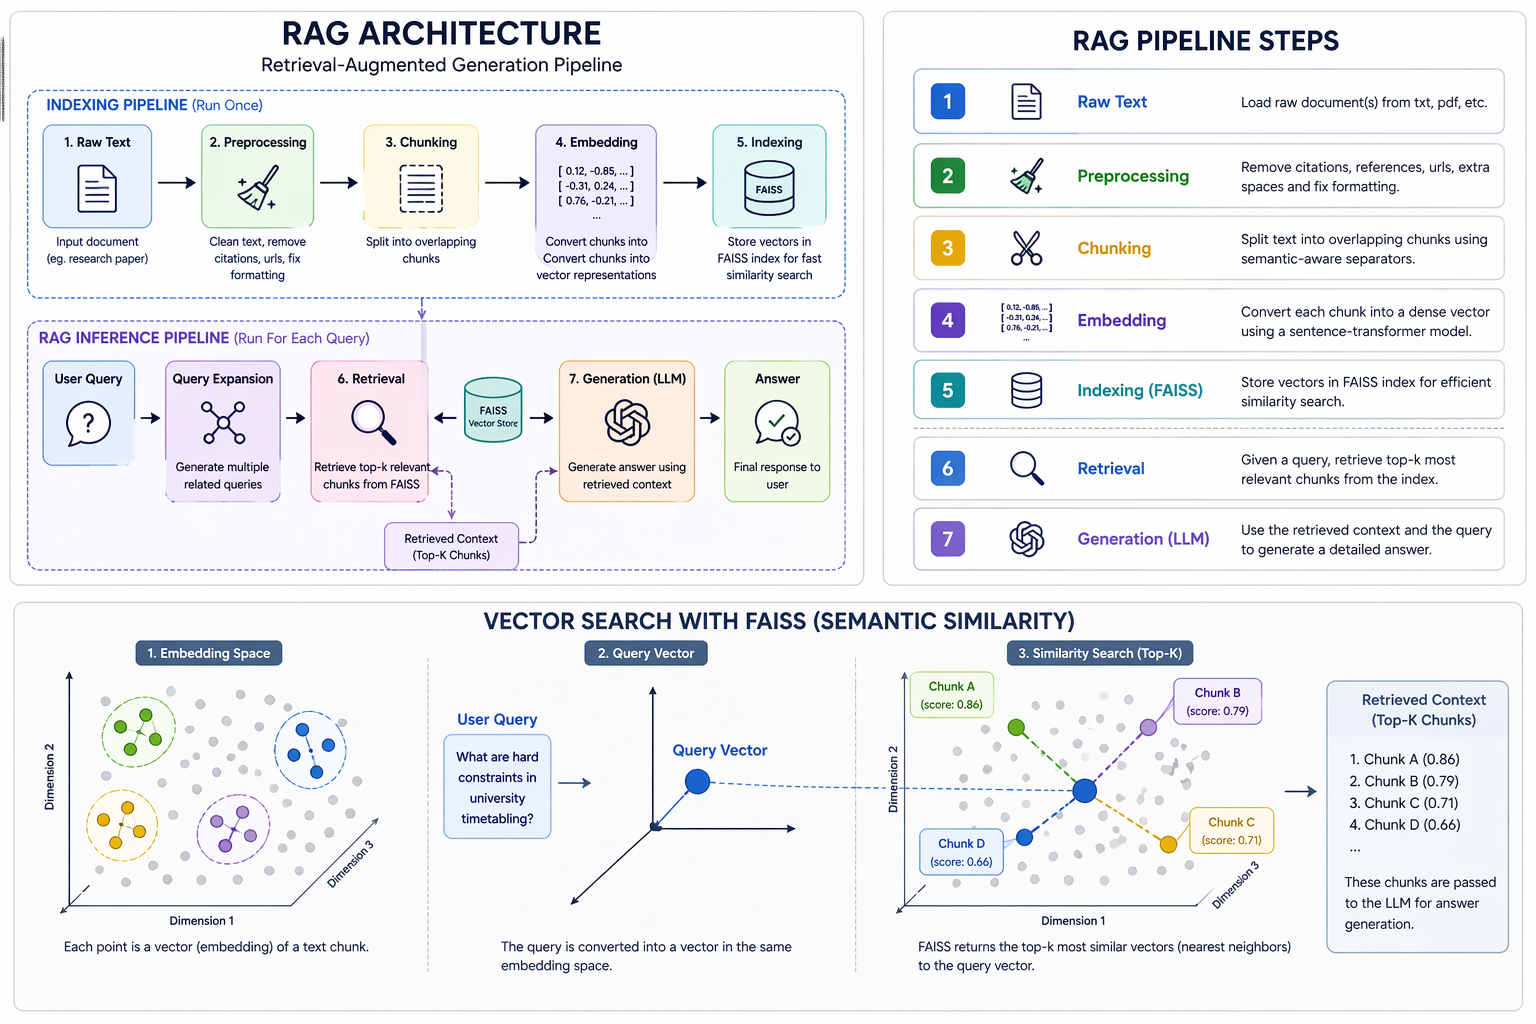 RAG ARCHITECTURE
Retrieval-Augmented Generation Pipeline
INDEXING PIPELINE (Run Once)
1. Raw Text
Input document
(eg. research paper)
2. Preprocessing
Clean text, remove
citations, urls, fix
formatting
3. Chunking
Split into overlapping
chunks
4. Embedding
[ 0.12, -0.85, ... ]
[ -0.31, 0.24, ... ]
[ 0.76, -0.21, ... ]
...
Convert chunks into
Convert chunks into
vector representations
5. Indexing
FAISS
Store vectors in
FAISS index for fast
similarity search
RAG INFERENCE PIPELINE (Run For Each Query)
User Query
?
Query Expansion
Generate multiple
related queries
6. Retrieval
Retrieve top-k relevant
chunks from FAISS
FAISS
Vector Store
7. Generation (LLM)
Generate answer using
retrieved context
Answer
Final response to
user
Retrieved Context
(Top-K Chunks)
RAG PIPELINE STEPS
1
Raw Text
Load raw document(s) from txt, pdf, etc.
2
Preprocessing
Remove citations, references, urls, extra
spaces and fix formatting.
3
Chunking
Split text into overlapping chunks using
semantic-aware separators.
4
[ 0.12, -0.85, ... ]
[ -0.31, 0.24, ... ]
[ 0.76, -0.21, ... ]
...
Embedding
Convert each chunk into a dense vector
using a sentence-transformer model.
5
Indexing (FAISS)
Store vectors in FAISS index for efficient
similarity search.
6
Retrieval
Given a query, retrieve top-k most
relevant chunks from the index.
7
Generation (LLM)
Use the retrieved context and the query
to generate a detailed answer.
VECTOR SEARCH WITH FAISS (SEMANTIC SIMILARITY)
1. Embedding Space
Dimension 2
Dimension 3
Dimension 1
Each point is a vector (embedding) of a text chunk.
2. Query Vector
User Query
What are hard
constraints in
university
timetabling?
Query Vector
The query is converted into a vector in the same
embedding space.
3. Similarity Search (Top-K)
Chunk A
(score: 0.86)
Chunk B
(score: 0.79)
Chunk C
(score: 0.71)
Chunk D
(score: 0.66)
Dimension 2
Dimension 3
Dimension 1
FAISS returns the top-k most similar vectors (nearest neighbors)
to the query vector.
Retrieved Context
(Top-K Chunks)
1. Chunk A (0.86)
2. Chunk B (0.79)
3. Chunk C (0.71)
4. Chunk D (0.66)
...
These chunks are passed
to the LLM for answer
generation.